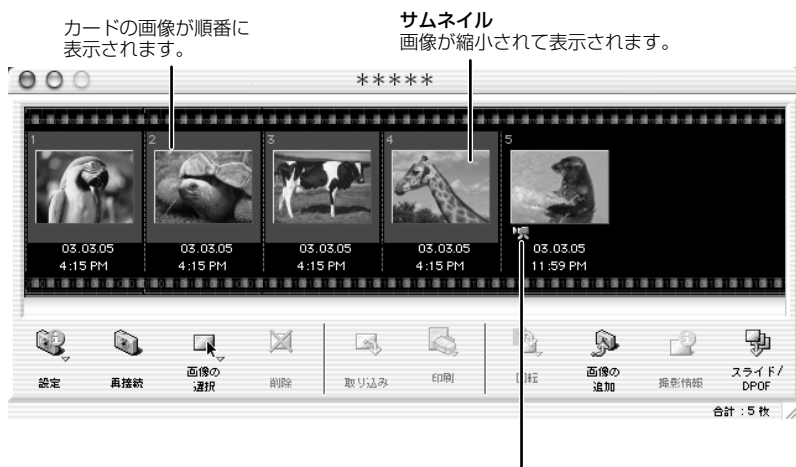 カードの画像が順番に
表示されます。
サムネイル
画像が縮小されて表示されます。
*****
1
2
3
4
5
03.03.05
4:15 PM
03.03.05
4:15 PM
03.03.05
4:15 PM
03.03.05
4:15 PM
03.03.05
11:59 PM
設定
再接続
画像の
選択
削除
取り込み
印刷
回転
画像の
追加
撮影情報
スライド/
DPOF
合計:5 枚